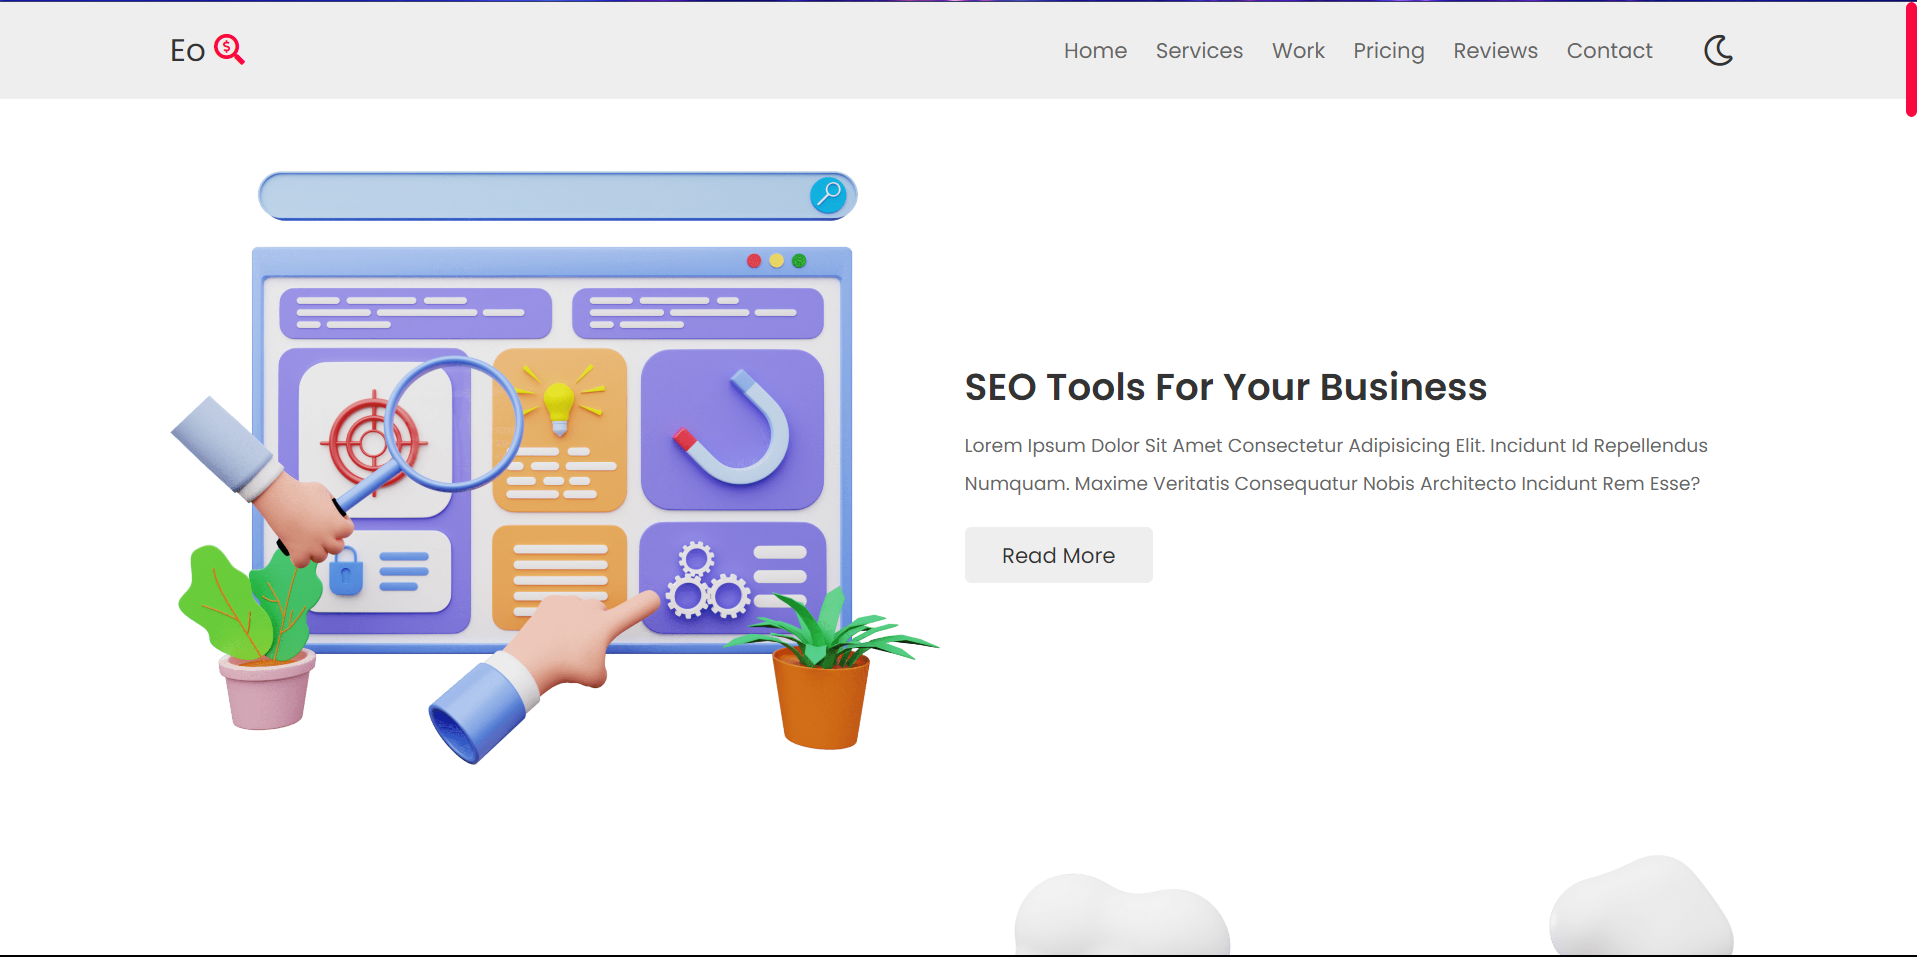 Eo
Home Services Work Pricing Reviews Contact
SEO Tools For Your Business
Lorem Ipsum Dolor Sit Amet Consectetur Adipisicing Elit. Incidunt Id Repellendus
Numquam. Maxime Veritatis Consequatur Nobis Architecto Incidunt Rem Esse?
Read More